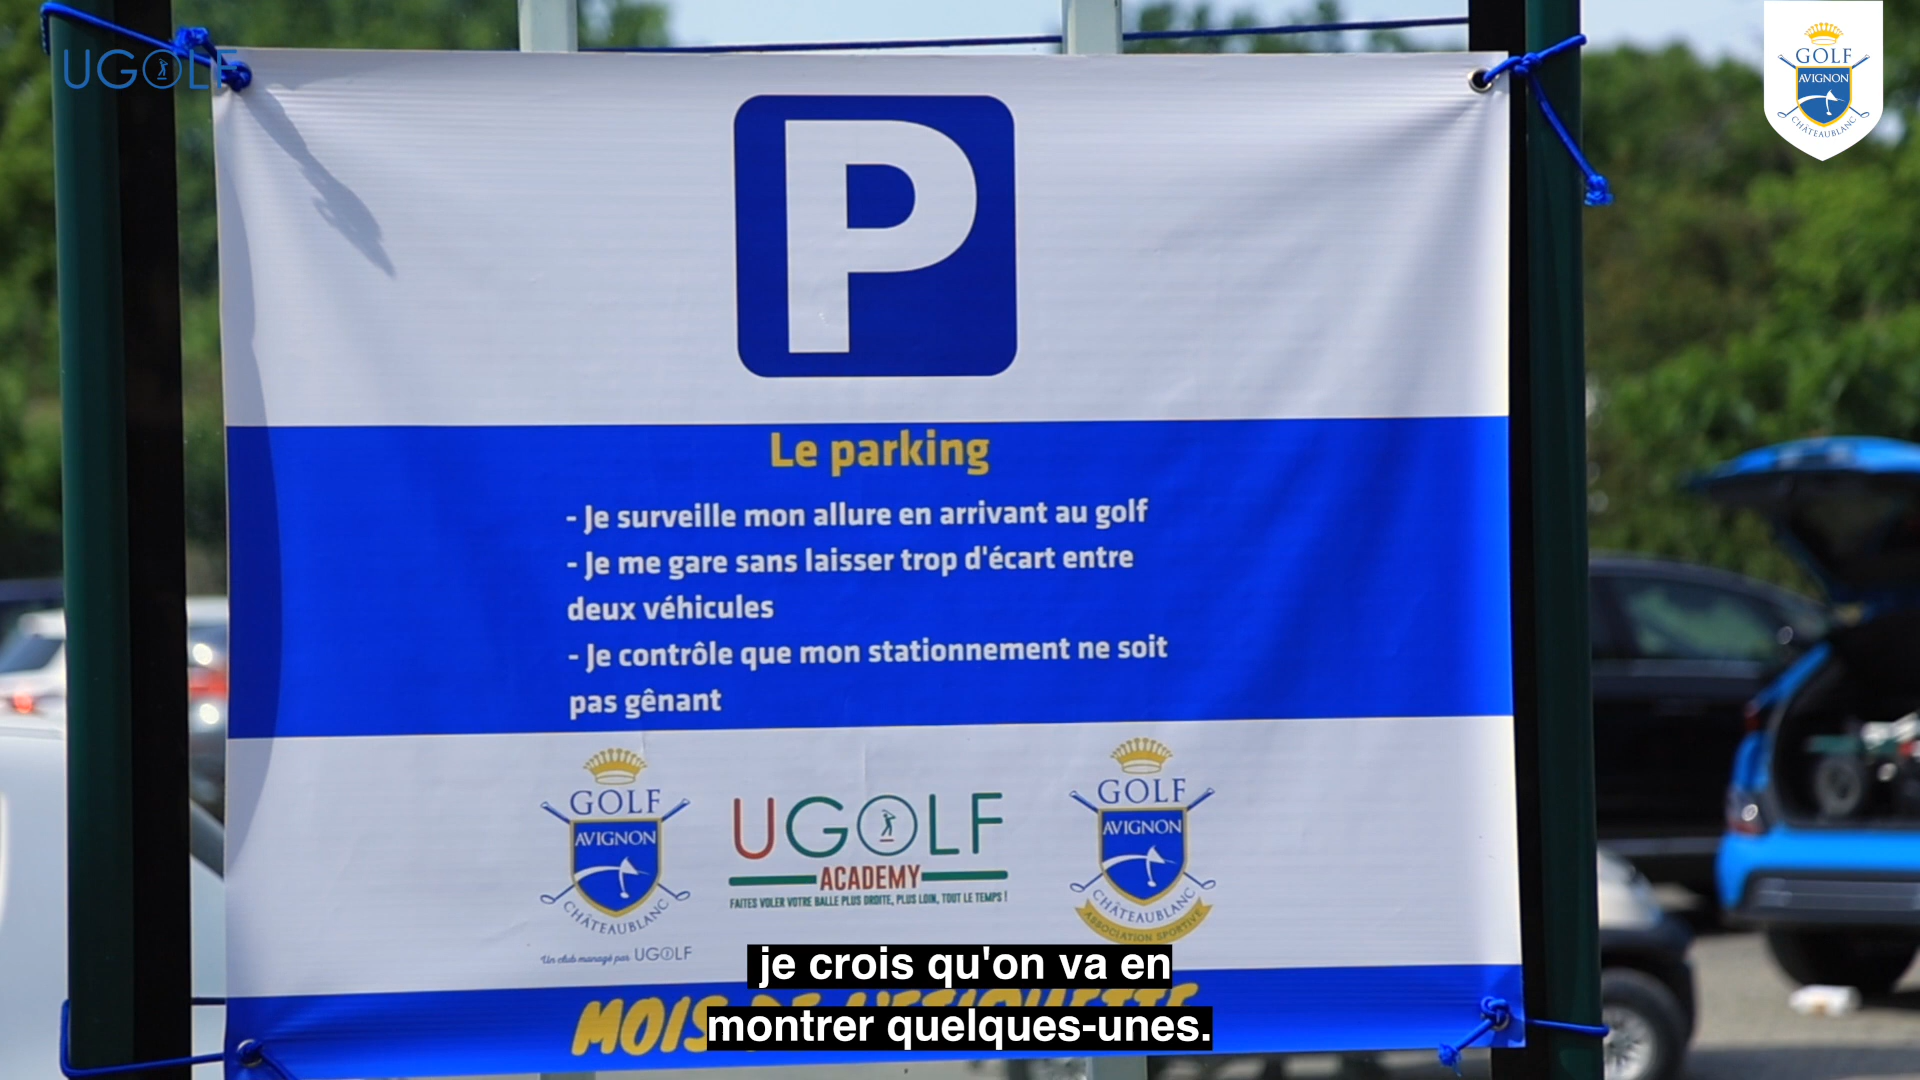 UGOLF
GOLF
AVIGNON
CHÂTEAUBLANC
P
Le parking
- Je surveille mon allure en arrivant au golf
- Je me gare sans laisser trop d'écart entre
deux véhicules
- Je contrôle que mon stationnement ne soit
pas gênant
GOLF
AVIGNON
CHÂTEAUBLANC
Un club managé par UGOLF
UGOLF
ACADEMY
FAITES VOLER VOTRE BALLE PLUS DROITE, PLUS LOIN, TOUT LE TEMPS !
GOLF
AVIGNON
CHÂTEAUBLANC
ASSOCIATION SPORTIVE
MOIS DE L'ETIQUETTE
je crois qu'on va en
montrer quelques-unes.